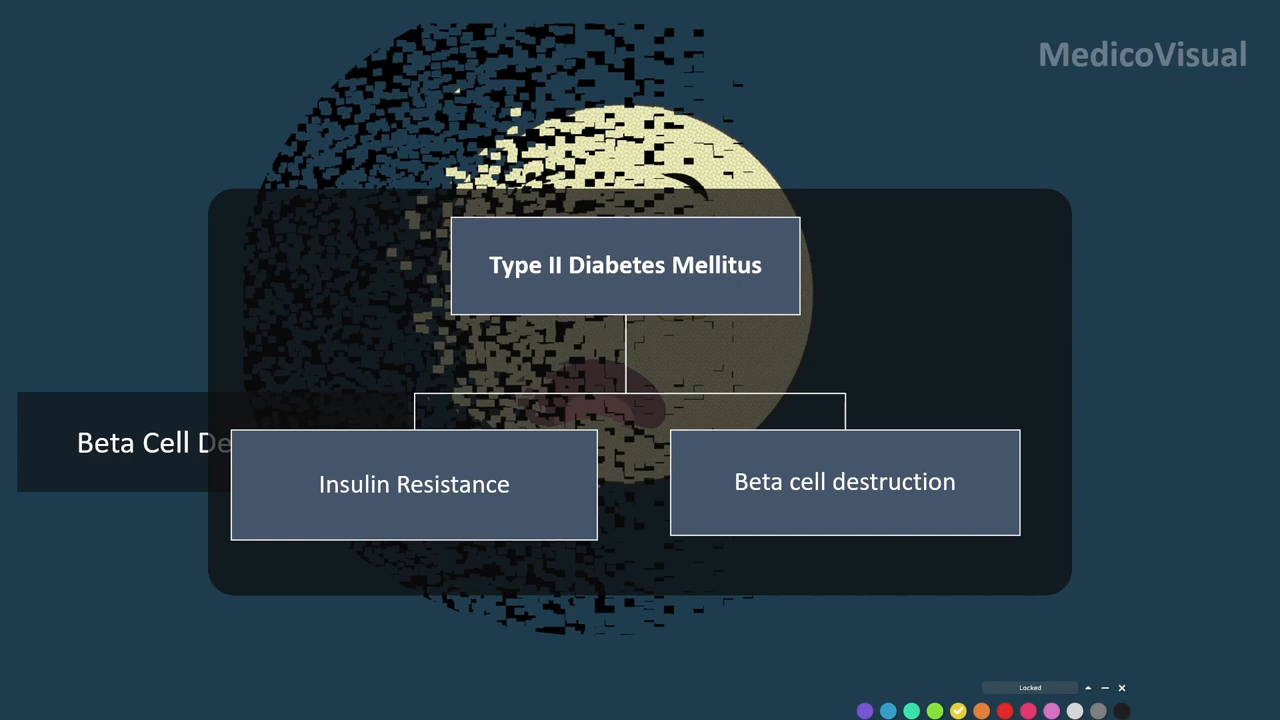 MedicoVisual
Type II Diabetes Mellitus
Beta Cell De
Insulin Resistance
Beta cell destruction
Locked